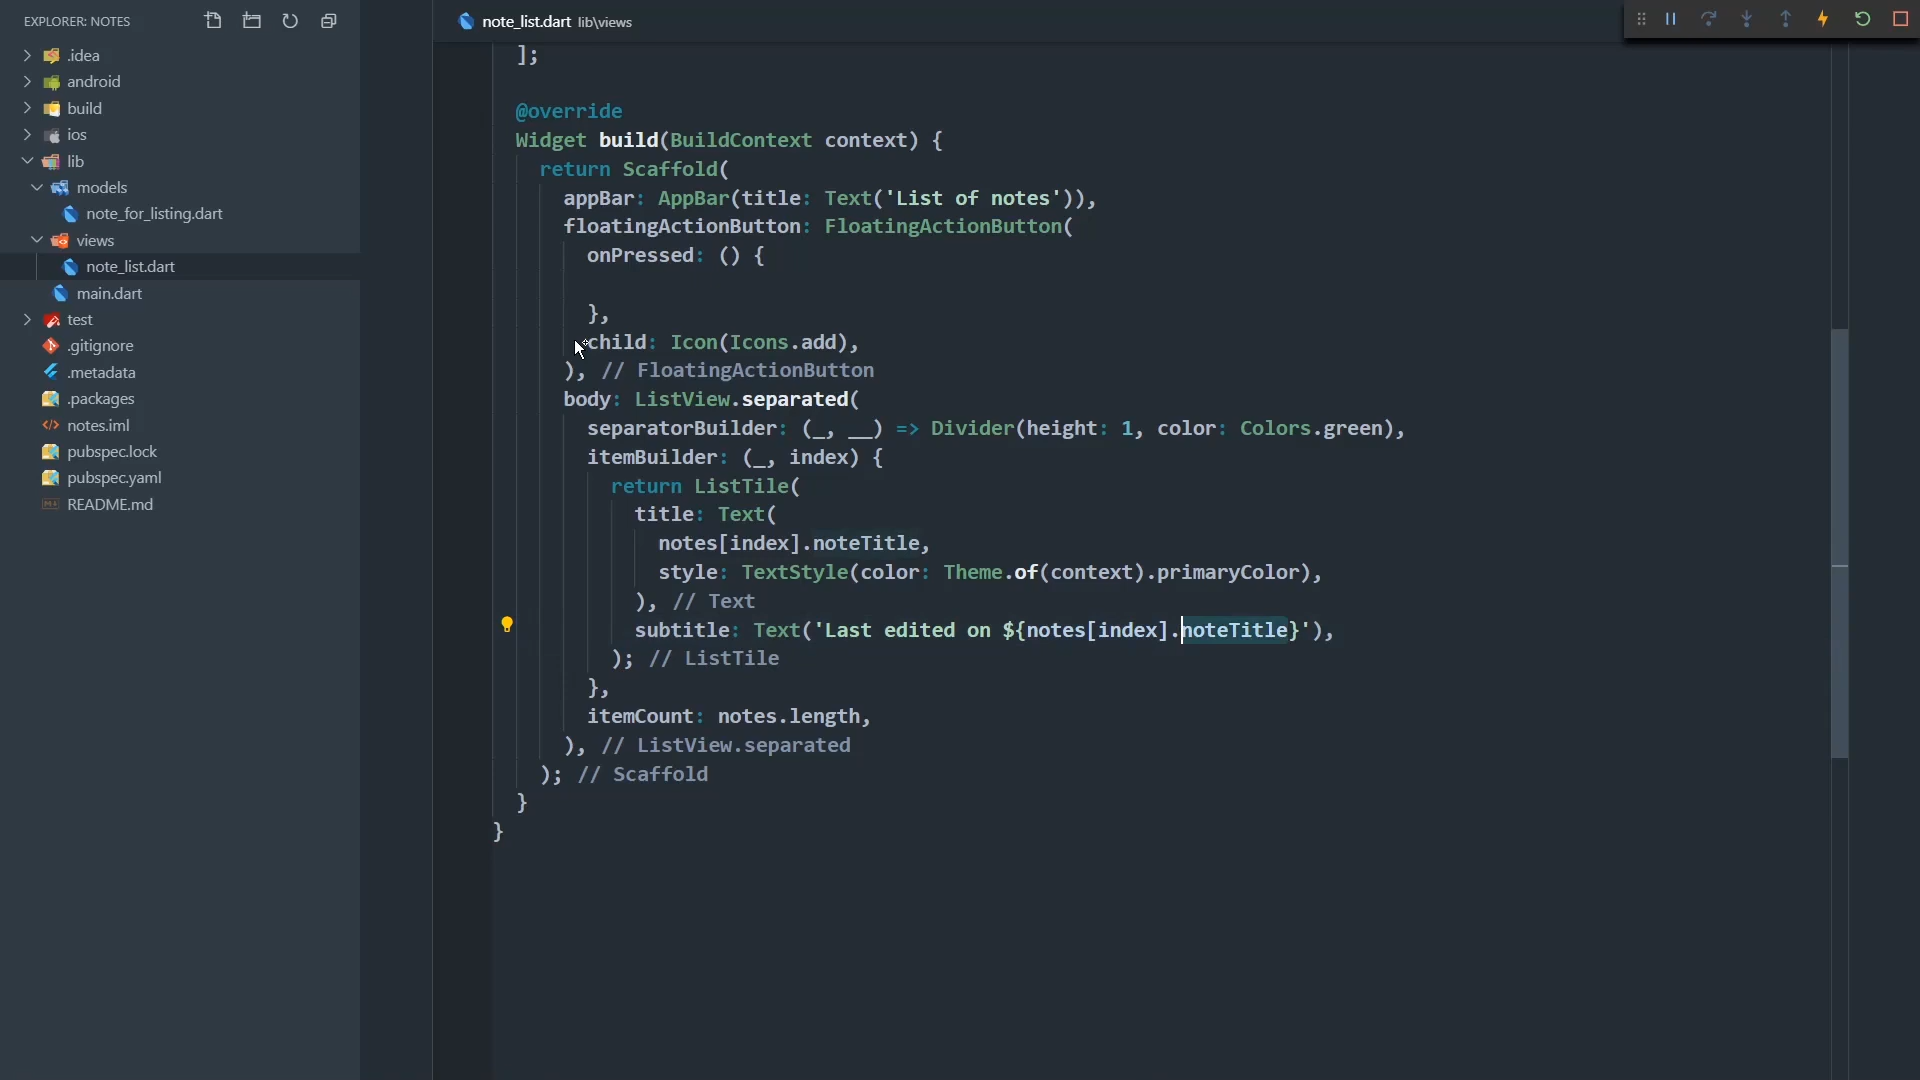 EXPLORER: NOTES
.idea
android
build
ios
lib
models
note_for_listing.dart
views
note_list.dart
main.dart
test
.gitignore
.metadata
.packages
notes.iml
pubspec.lock
pubspec.yaml
README.md
note_list.dart lib\views
];
@override
Widget build(BuildContext context) {
return Scaffold(
appBar: AppBar(title: Text('List of notes')),
floatingActionButton: FloatingActionButton(
onPressed: () {
},
child: Icon(Icons.add),
), // FloatingActionButton
body: ListView.separated(
separatorBuilder: (_, __) => Divider(height: 1, color: Colors.green),
itemBuilder: (_, index) {
return ListTile(
title: Text(
notes[index].noteTitle,
style: TextStyle(color: Theme.of(context).primaryColor),
), // Text
subtitle: Text('Last edited on ${notes[index].noteTitle}'),
); // ListTile
},
itemCount: notes.length,
), // ListView.separated
); // Scaffold
}
}